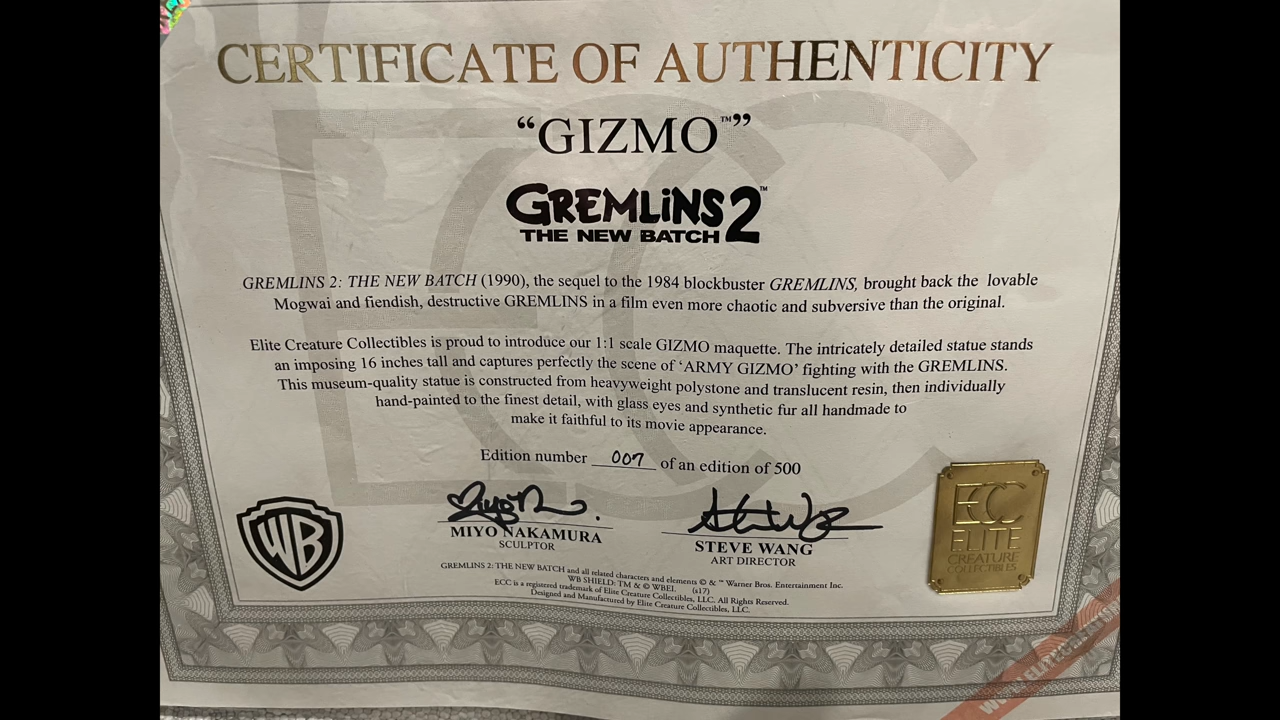 CERTIFICATE OF AUTHENTICITY
“GIZMO™”
GREMLiNS 2™
THE NEW BATCH
GREMLINS 2: THE NEW BATCH (1990), the sequel to the 1984 blockbuster GREMLINS, brought back the lovable
Mogwai and fiendish, destructive GREMLINS in a film even more chaotic and subversive than the original.
Elite Creature Collectibles is proud to introduce our 1:1 scale GIZMO maquette. The intricately detailed statue stands
an imposing 16 inches tall and captures perfectly the scene of ‘ARMY GIZMO’ fighting with the GREMLINS.
This museum-quality statue is constructed from heavyweight polystone and translucent resin, then individually
hand-painted to the finest detail, with glass eyes and synthetic fur all handmade to
make it faithful to its movie appearance.
Edition number 007 of an edition of 500
WB
MIYO NAKAMURA
SCULPTOR
STEVE WANG
ART DIRECTOR
ECC
ELITE
CREATURE
COLLECTIBLES
GREMLINS 2: THE NEW BATCH and all related characters and elements © & ™ Warner Bros. Entertainment Inc.
WB SHIELD: TM & © WBEI. (s17)
ECC is a registered trademark of Elite Creature Collectibles, LLC. All Rights Reserved.
Designed and Manufactured by Elite Creature Collectibles, LLC.